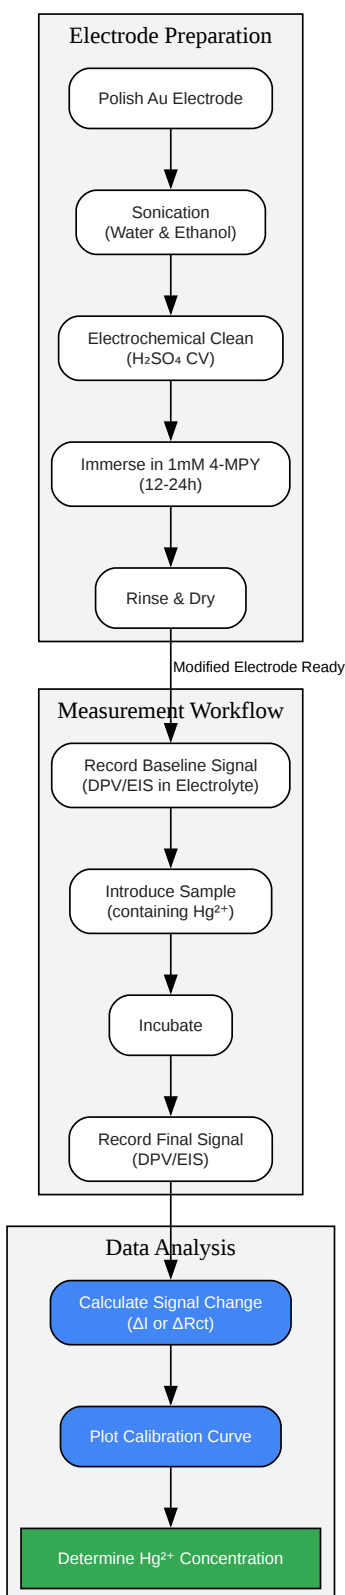 Electrode Preparation
Polish Au Electrode
Sonication
(Water & Ethanol)
Electrochemical Clean
(H₂SO₄ CV)
Immerse in 1mM 4-MPY
(12-24h)
Rinse & Dry
Modified Electrode Ready
Measurement Workflow
Record Baseline Signal
(DPV/EIS in Electrolyte)
Introduce Sample
(containing Hg²⁺)
Incubate
Record Final Signal
(DPV/EIS)
Data Analysis
Calculate Signal Change
(ΔI or ΔRct)
Plot Calibration Curve
Determine Hg²⁺ Concentration